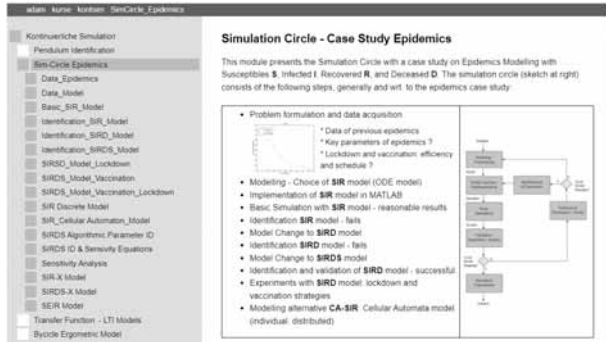 adam kurse kontsim SimCircle_Epidemics
Kontinuerliche Simulation
Pendulum Identification
Sim-Circle Epidemics
Data_Epidemics
Data_Model
Basic_SIR_Model
Identification_SIR_Model
Identification_SIRD_Model
Identification_SIRDS_Model
SIRSD_Model_Lockdown
SIRDS_Model_Vaccination
SIRDS_Model_Vaccination_Lockdown
SIR Discrete Model
SIR_Cellular Automaton_Model
SIRDS Algorithmic Parameter ID
SIRDS ID & Sensivity Equations
Sensitivity Analysis
SIR-X Model
SIRDS-X Model
SEIR Model
Transfer Function - LTI Models
Bycicle Ergometric Model
Simulation Circle - Case Study Epidemics
This module presents the Simulation Circle with a case study on Epidemics Modelling with
Susceptibles S, Infected I, Recovered R, and Deceased D. The simulation circle (sketch at right)
consists of the following steps, generally and wrt. to the epidemics case study:
• Problem formulation and data acquisition
* Data of previous epidemics
* Key parameters of epidemics ?
* Lockdown and vaccination: efficiency
and schedule ?
• Modelling - Choice of SIR model (ODE model)
• Implementation of SIR model in MATLAB
• Basic Simulation with SIR model - reasonable results
• Identification SIR model - fails
• Model Change to SIRD model
• Identification SIRD model - fails
• Model Change to SIRDS model
• Identification and validation of SIRD model - successful
• Experiments with SIRD model: lockdown and
vaccination strategies
• Modelling alternative CA-SIR Cellular Automata model
(individual distributed)